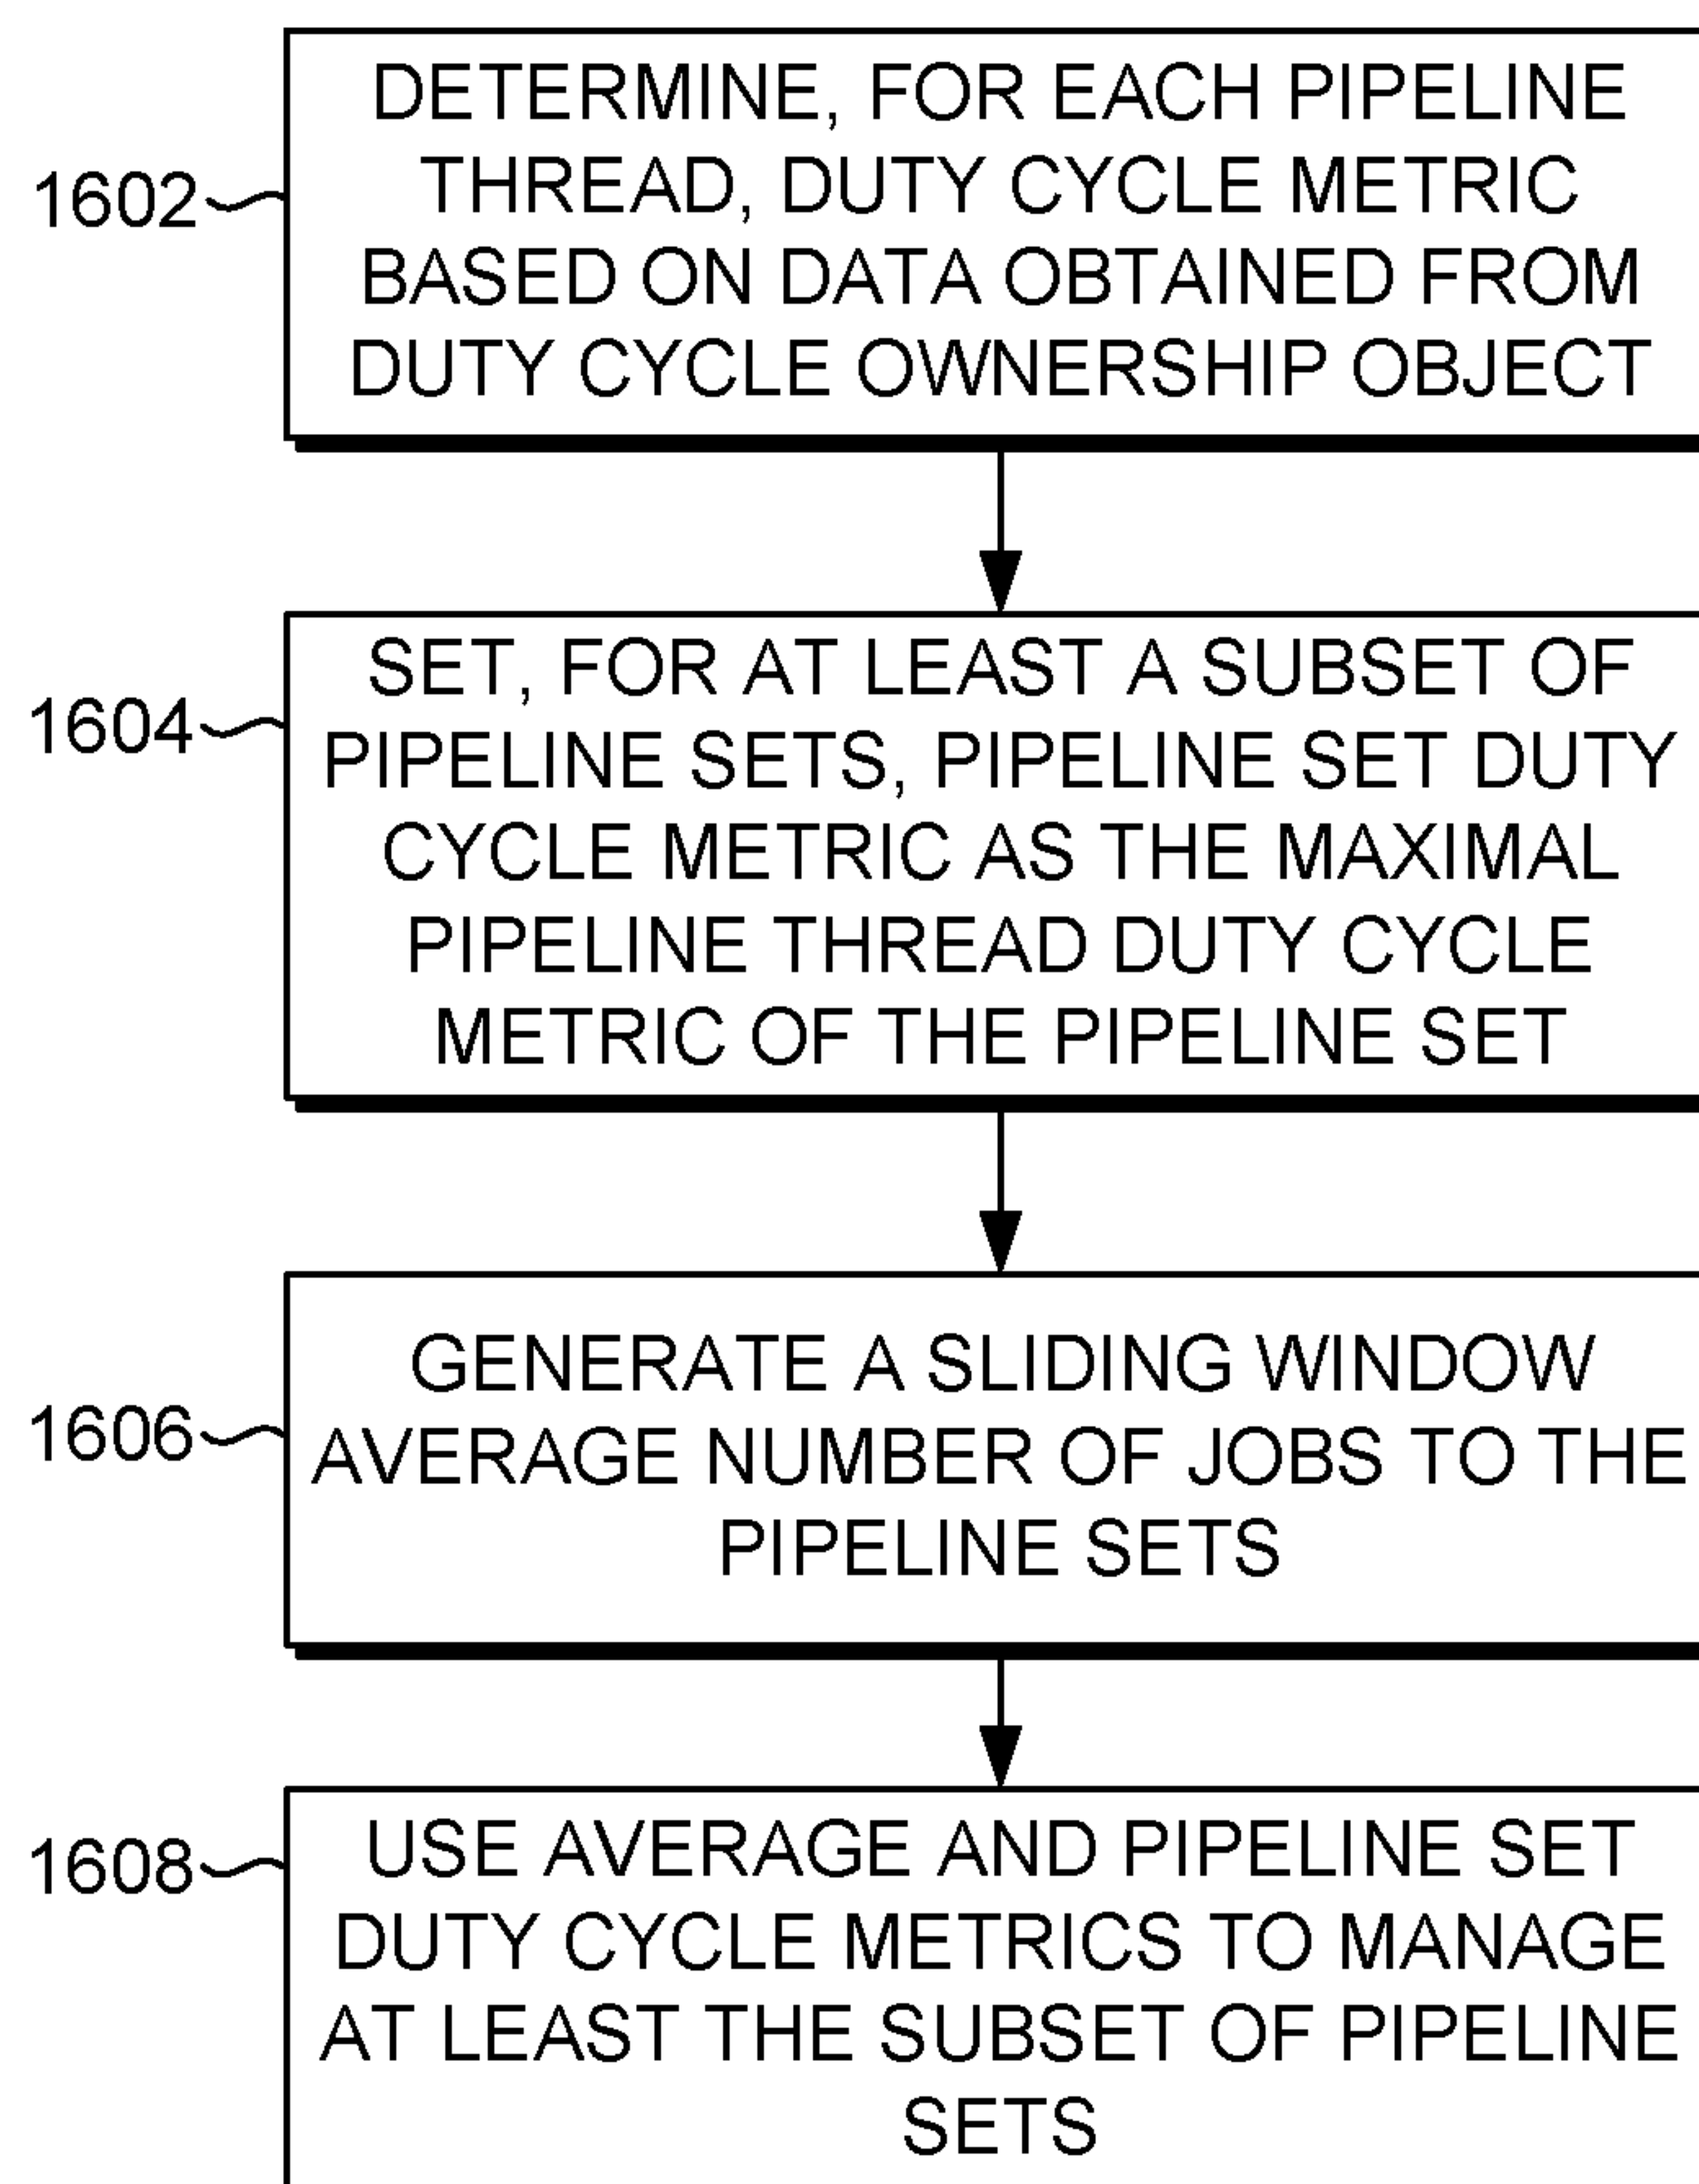 DETERMINE, FOR EACH PIPELINE
THREAD, DUTY CYCLE METRIC
1602
BASED ON DATA OBTAINED FROM
DUTY CYCLE OWNERSHIP OBJECT
SET, FOR AT LEAST A SUBSET OF
1604
PIPELINE SETS, PIPELINE SET DUTY
CYCLE METRIC AS THE MAXIMAL
PIPELINE THREAD DUTY CYCLE
METRIC OF THE PIPELINE SET
GENERATE A SLIDING WINDOW
1606
AVERAGE NUMBER OF JOBS TO THE
PIPELINE SETS
USE AVERAGE AND PIPELINE SET
1608
DUTY CYCLE METRICS TO MANAGE
AT LEAST THE SUBSET OF PIPELINE
SETS